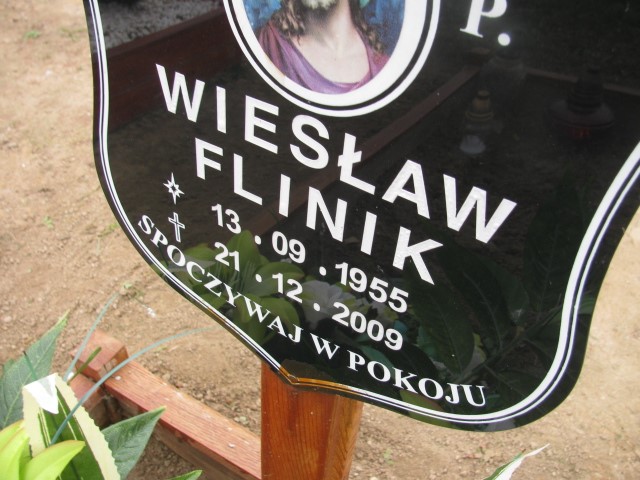 P.
WIESŁAW
FLINIK
13.09.1955
21.12.2009
SPOCZYWAJ W POKOJU